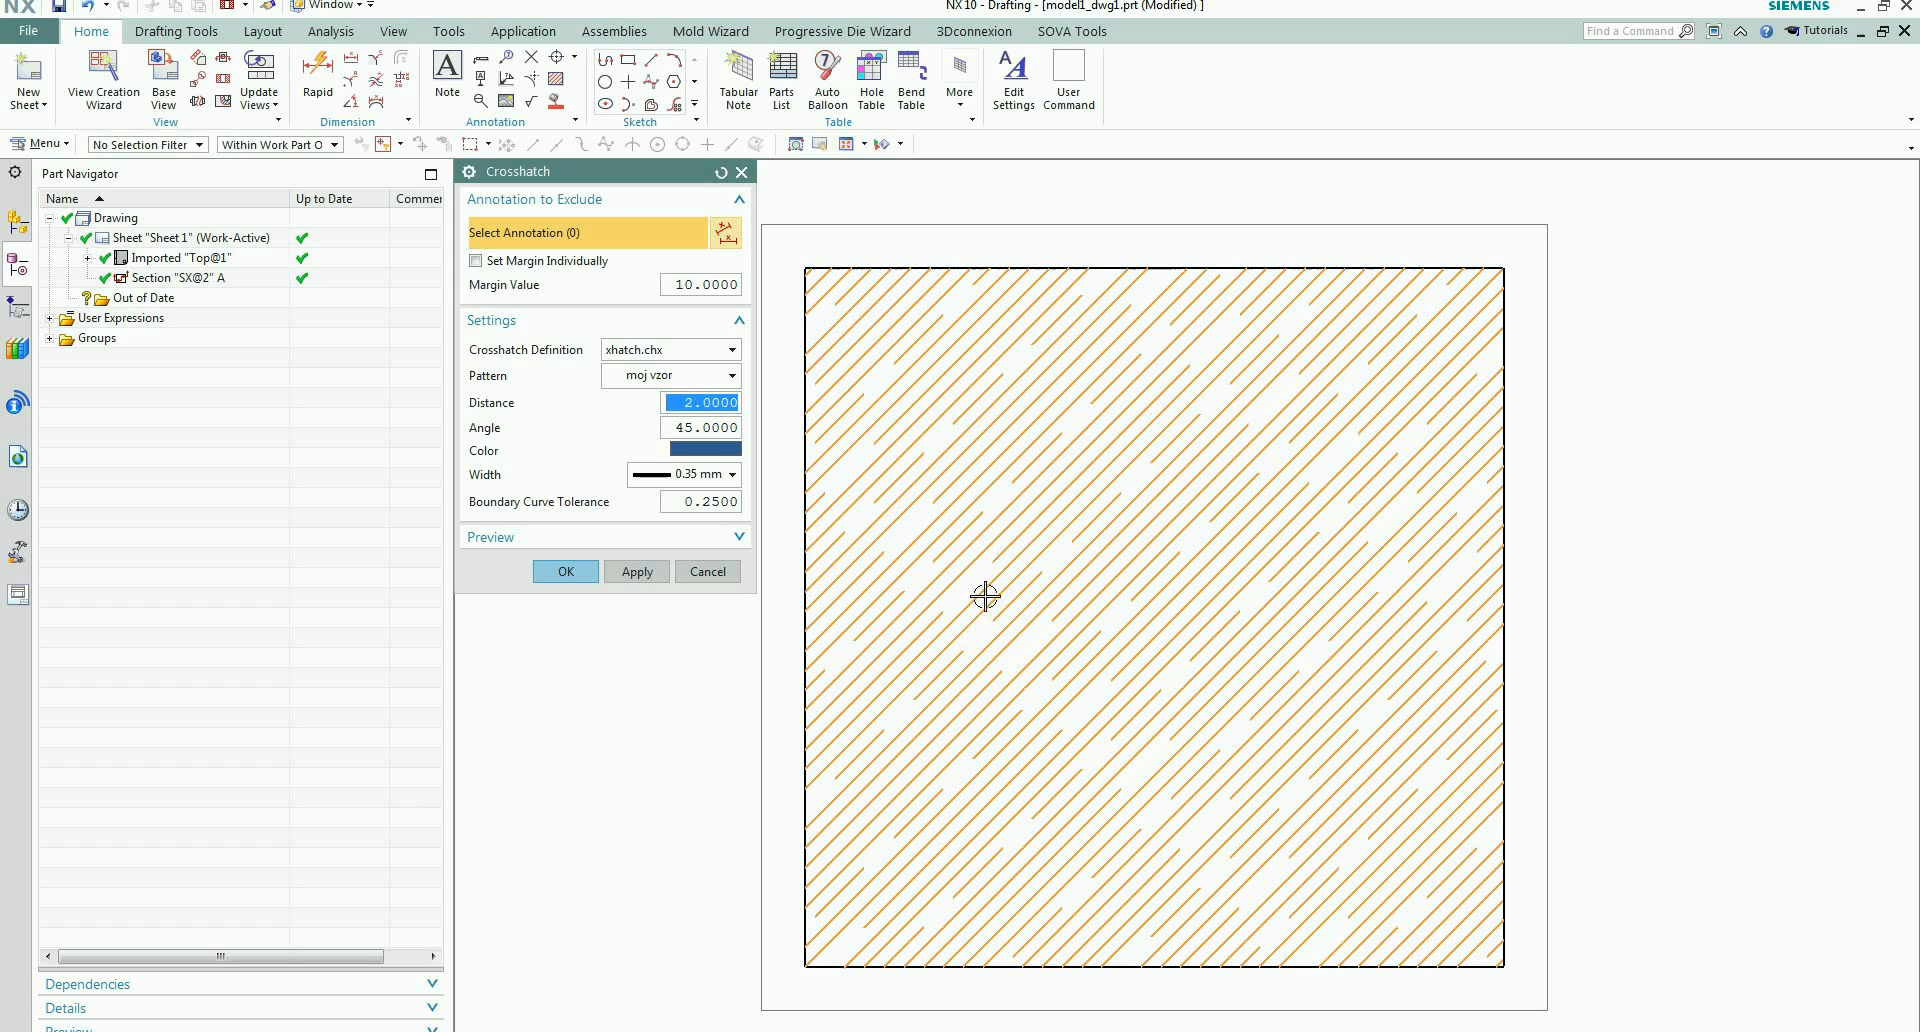 NX
Window
NX 10 - Drafting - [model1_dwg1.prt (Modified) ]
SIEMENS
File
Home
Drafting Tools
Layout
Analysis
View
Tools
Application
Assemblies
Mold Wizard
Progressive Die Wizard
3Dconnexion
SOVA Tools
Find a Command
Tutorials
New Sheet
View Creation Wizard
Base View
Update Views
Rapid
Note
Tabular Note
Parts List
Auto Balloon
Hole Table
Bend Table
More
Edit Settings
User Command
View
Dimension
Annotation
Sketch
Table
Menu
No Selection Filter
Within Work Part O
Part Navigator
Name
Up to Date
Commer
Drawing
Sheet "Sheet 1" (Work-Active)
Imported "Top@1"
Section "SX@2" A
Out of Date
User Expressions
Groups
Dependencies
Details
Preview
Crosshatch
Annotation to Exclude
Select Annotation (0)
Set Margin Individually
Margin Value 10.0000
Settings
Crosshatch Definition xhatch.chx
Pattern moj vzor
Distance 2.0000
Angle 45.0000
Color
Width 0.35 mm
Boundary Curve Tolerance 0.2500
Preview
OK
Apply
Cancel